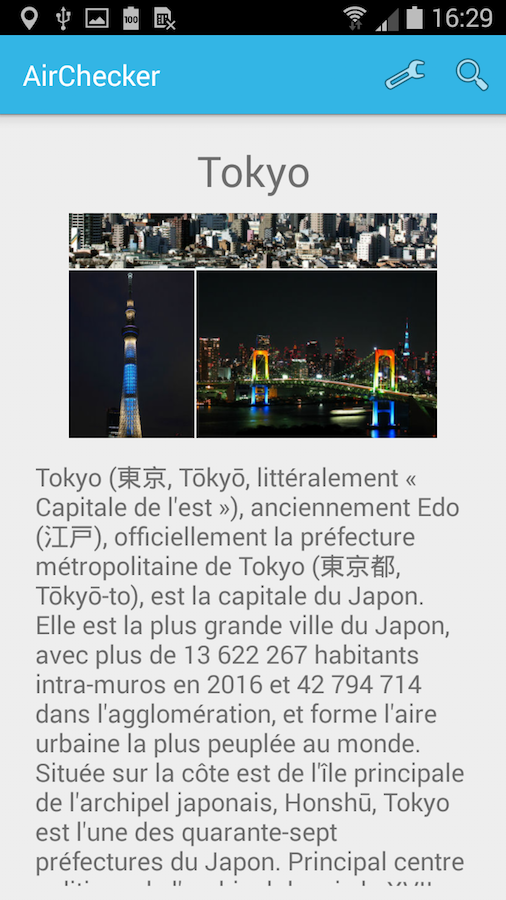 16:29
100
AirChecker
Tokyo
Tokyo (東京, Tōkyō, littéralement «
Capitale de l'est »), anciennement Edo
(江戸), officiellement la préfecture
métropolitaine de Tokyo (東京都,
Tōkyō-to), est la capitale du Japon.
Elle est la plus grande ville du Japon,
avec plus de 13 622 267 habitants
intra-muros en 2016 et 42 794 714
dans l'agglomération, et forme l'aire
urbaine la plus peuplée au monde.
Située sur la côte est de l'île principale
de l'archipel japonais, Honshū, Tokyo
est l'une des quarante-sept
préfectures du Japon. Principal centre